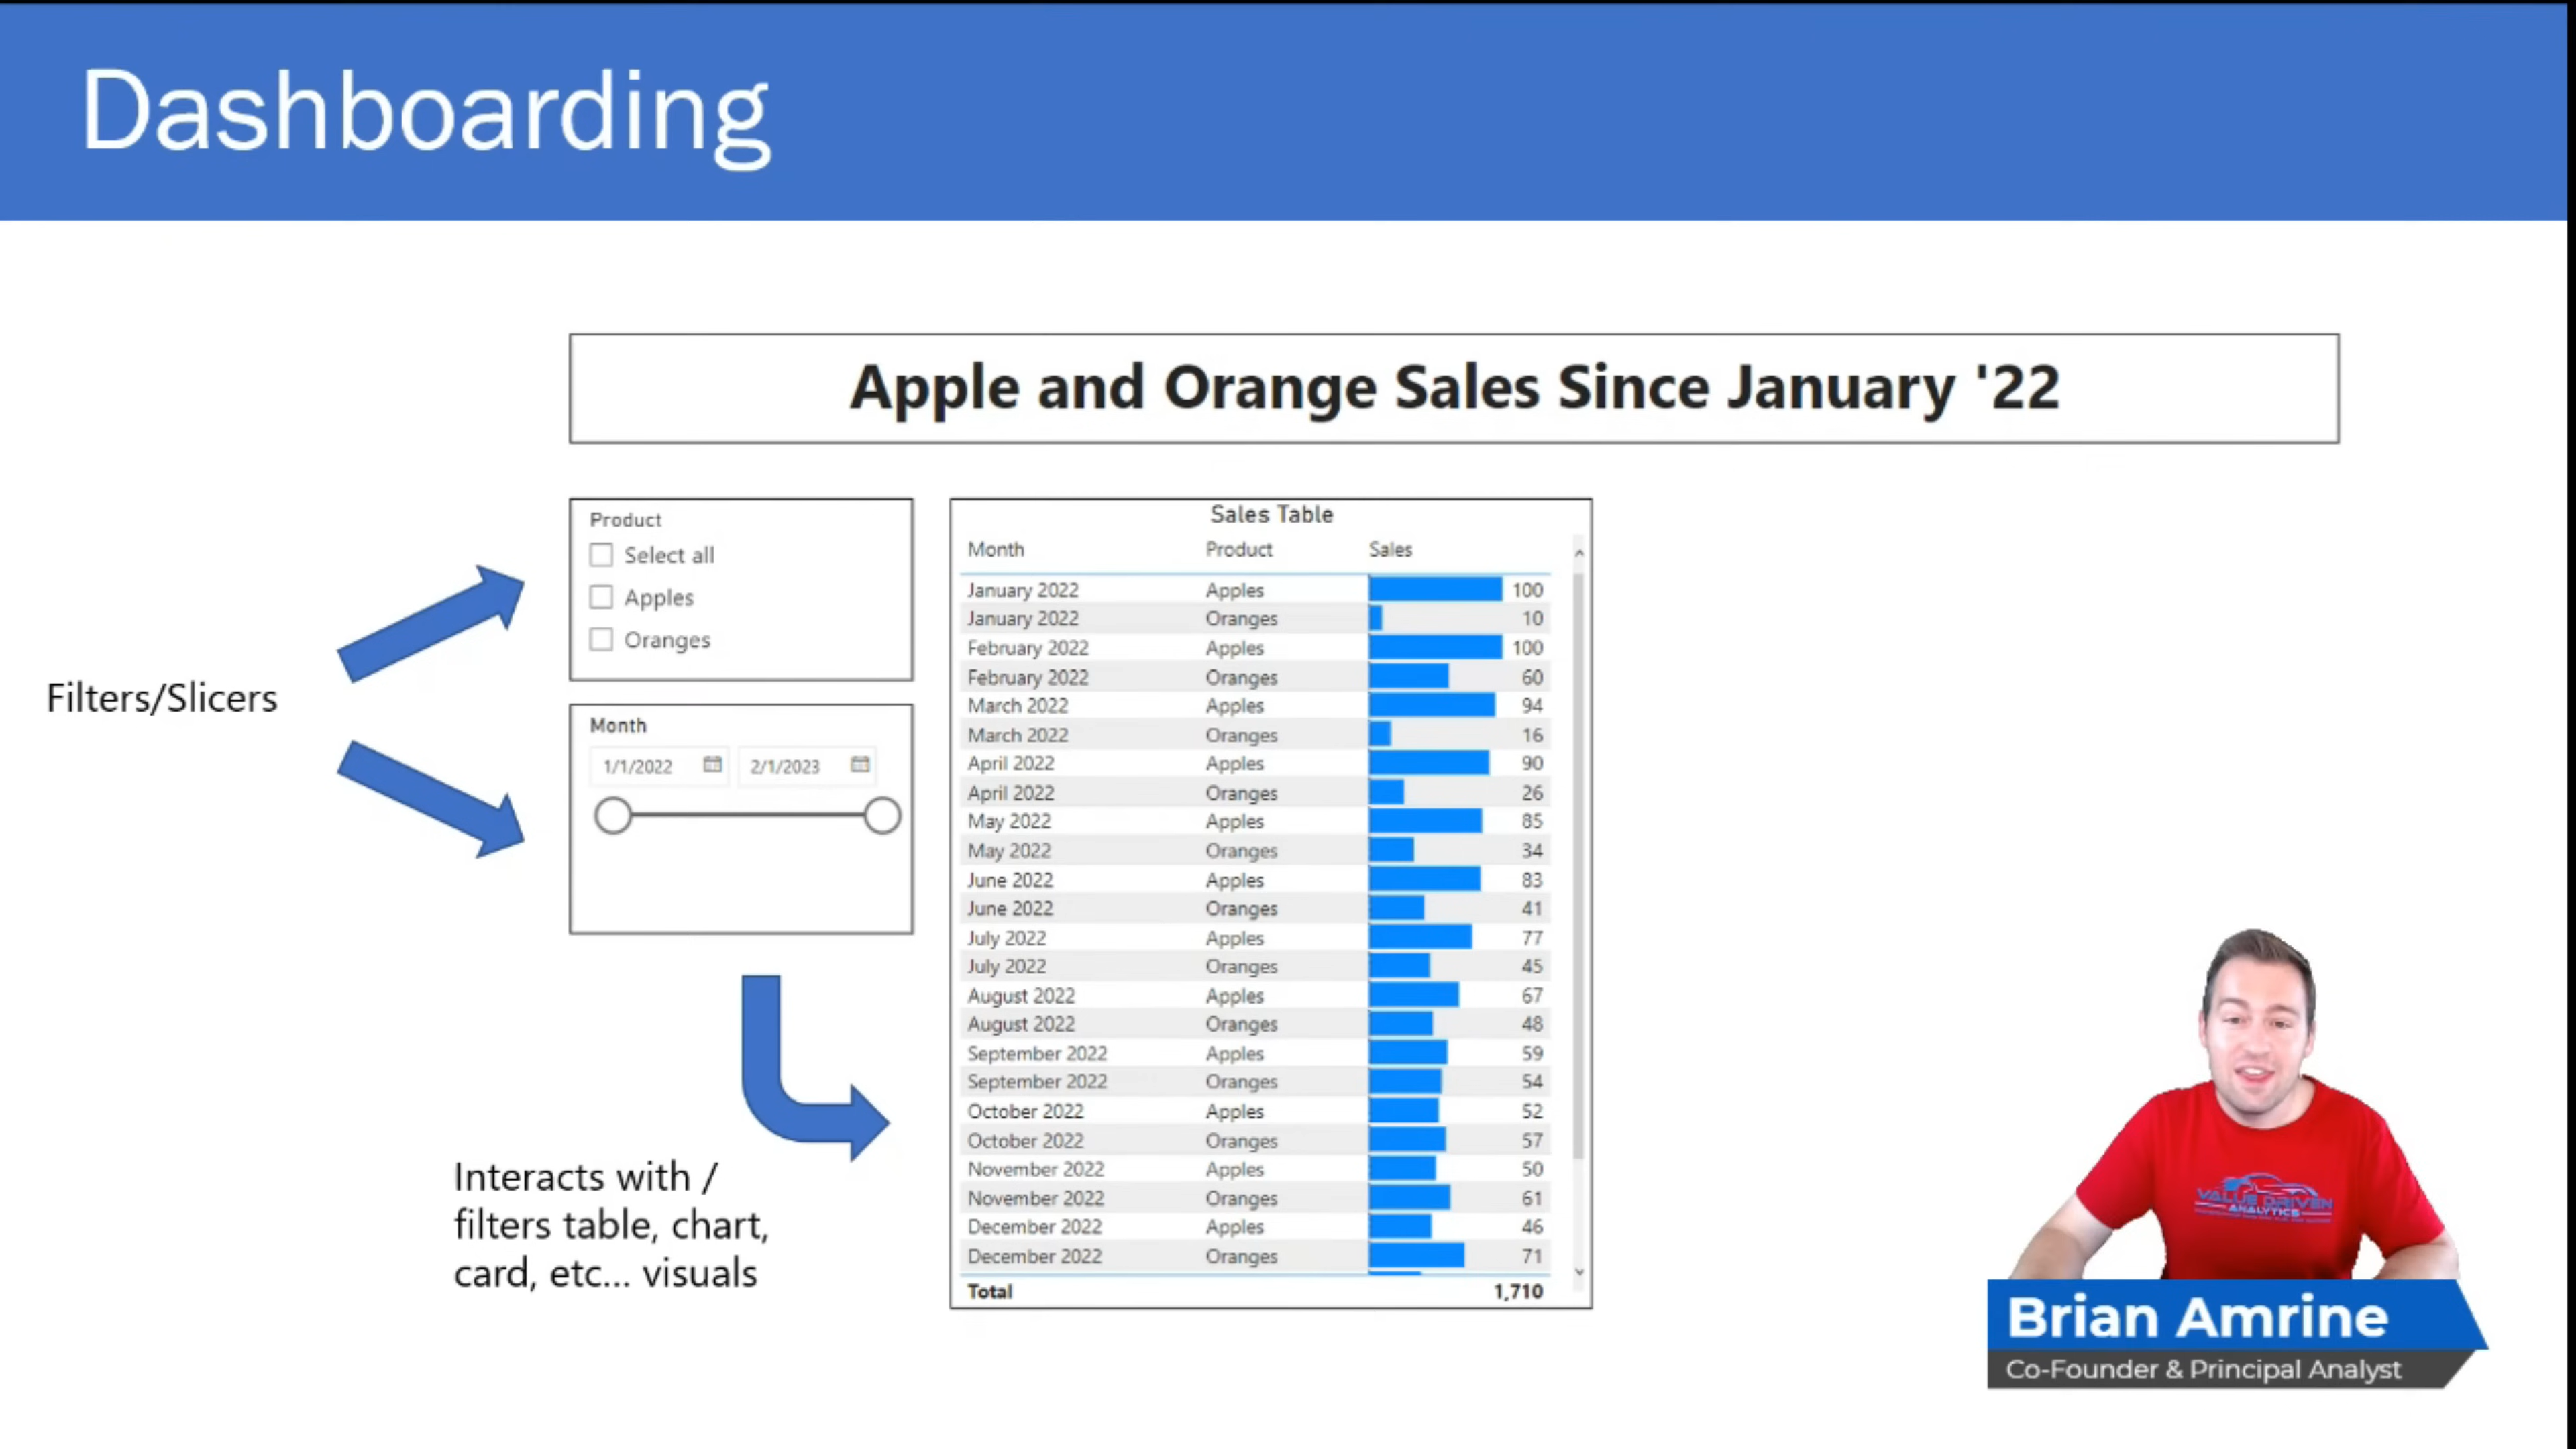 Dashboarding
Apple and Orange Sales Since January '22
Filters/Slicers
Product
Select all
Apples
Oranges
Month
1/1/2022 2/1/2023
Interacts with /
filters table, chart,
card, etc... visuals
Sales Table
Month Product Sales
January 2022 Apples 100
January 2022 Oranges 10
February 2022 Apples 100
February 2022 Oranges 60
March 2022 Apples 94
March 2022 Oranges 16
April 2022 Apples 90
April 2022 Oranges 26
May 2022 Apples 85
May 2022 Oranges 34
June 2022 Apples 83
June 2022 Oranges 41
July 2022 Apples 77
July 2022 Oranges 45
August 2022 Apples 67
August 2022 Oranges 48
September 2022 Apples 59
September 2022 Oranges 54
October 2022 Apples 52
October 2022 Oranges 57
November 2022 Apples 50
November 2022 Oranges 61
December 2022 Apples 46
December 2022 Oranges 71
Total 1,710
VALUE DRIVEN
ANALYTICS
Brian Amrine
Co-Founder & Principal Analyst